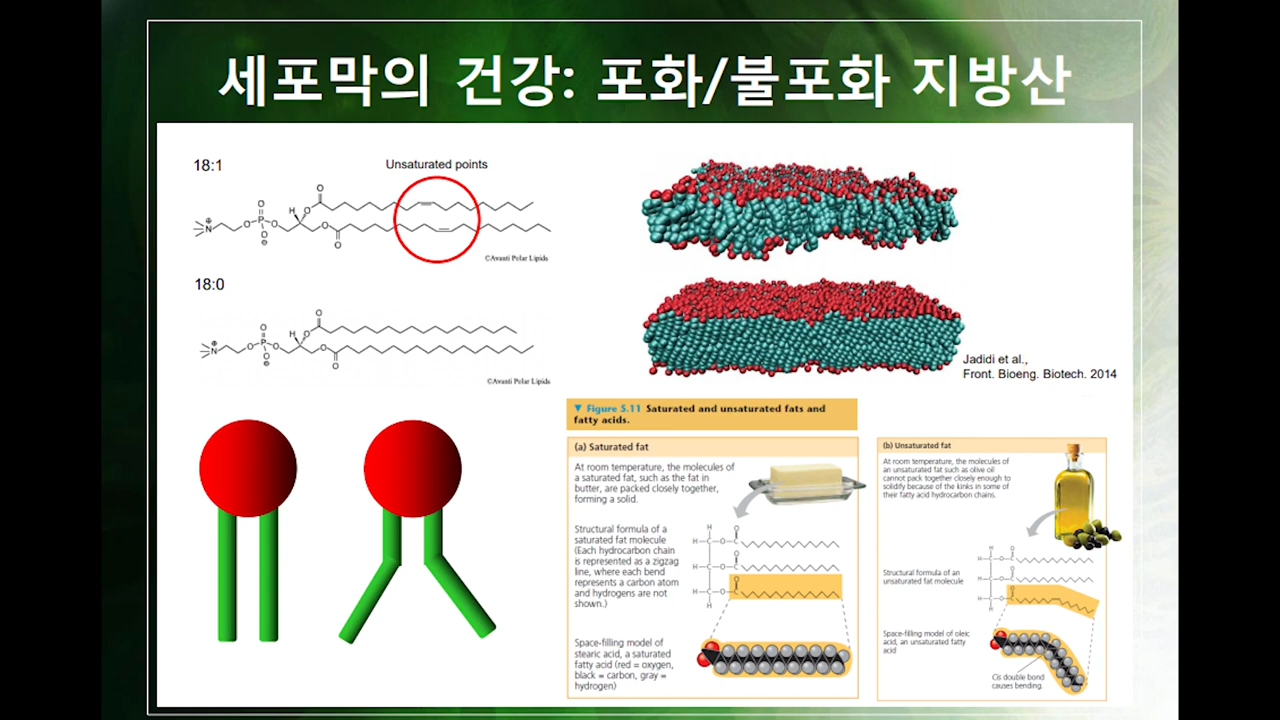 세포막의 건강: 포화/불포화 지방산
18:1
Unsaturated points
©Avanti Polar Lipids
18:0
©Avanti Polar Lipids
Jadidi et al.,
Front. Bioeng. Biotech. 2014
▼ Figure 5.11 Saturated and unsaturated fats and
fatty acids.
(a) Saturated fat
At room temperature, the molecules of
a saturated fat, such as the fat in
butter, are packed closely together,
forming a solid.
Structural formula of a
saturated fat molecule
(Each hydrocarbon chain
is represented as a zigzag
line, where each bend
represents a carbon atom
and hydrogens are not
shown.)
Space-filling model of
stearic acid, a saturated
fatty acid (red = oxygen,
black = carbon, gray =
hydrogen)
(b) Unsaturated fat
At room temperature, the molecules of
an unsaturated fat such as olive oil
cannot pack together closely enough to
solidify because of the kinks in some of
their fatty acid hydrocarbon chains.
Structural formula of an
unsaturated fat molecule
Space-filling model of oleic
acid, an unsaturated fatty
acid
Cis double bond
causes bending.